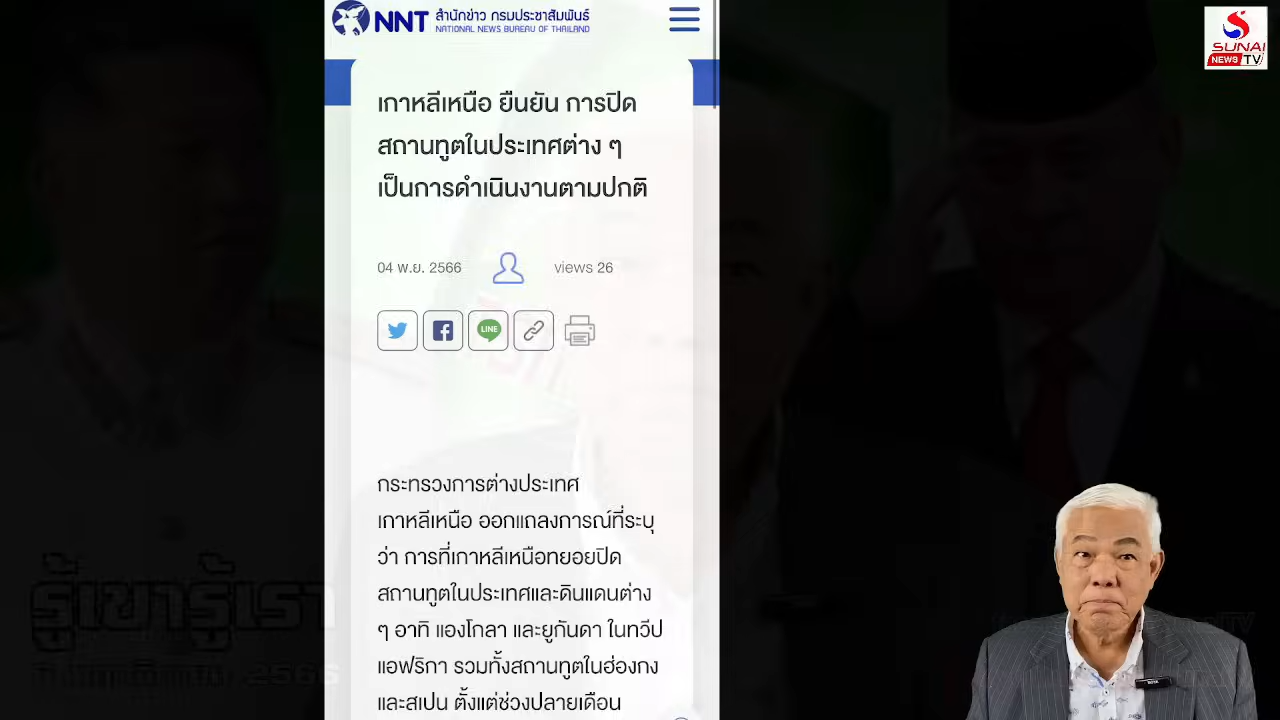 NNT สำนักข่าว กรมประชาสัมพันธ์
NATIONAL NEWS BUREAU OF THAILAND
SUNAI
NEWS TV
เกาหลีเหนือ ยืนยัน การปิด
สถานทูตในประเทศต่าง ๆ
เป็นการดำเนินงานตามปกติ
04 พ.ย. 2566
views 26
LINE
กระทรวงการต่างประเทศ
เกาหลีเหนือ ออกแถลงการณ์ที่ระบุ
ว่า การที่เกาหลีเหนือทยอยปิด
สถานทูตในประเทศและดินแดนต่าง
ๆ อาทิ แองโกลา และยูกันดา ในทวีป
แอฟริกา รวมทั้งสถานทูตในฮ่องกง
และสเปน ตั้งแต่ช่วงปลายเดือน
รู้เขารู้เรา
2566
TV